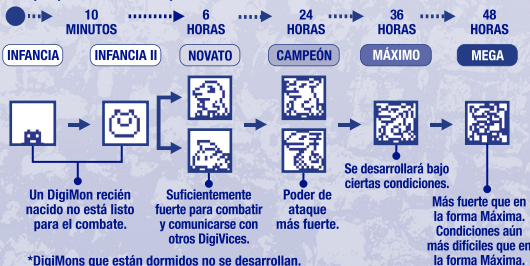 10
MINUTOS
6
HORAS
24
HORAS
36
HORAS
48
HORAS
INFANCIA
INFANCIA II
NOVATO
CAMPEÓN
MÁXIMO
MEGA
Un DigiMon recién
nacido no está listo
para el combate.
Suficientemente
fuerte para combatir
y comunicarse con
otros DigiVices.
Poder de
ataque
más fuerte.
Se desarrollará bajo
ciertas condiciones.
Más fuerte que en
la forma Máxima.
Condiciones aún
más difíciles que en
la forma Máxima.
*DigiMons que están dormidos no se desarrollan.